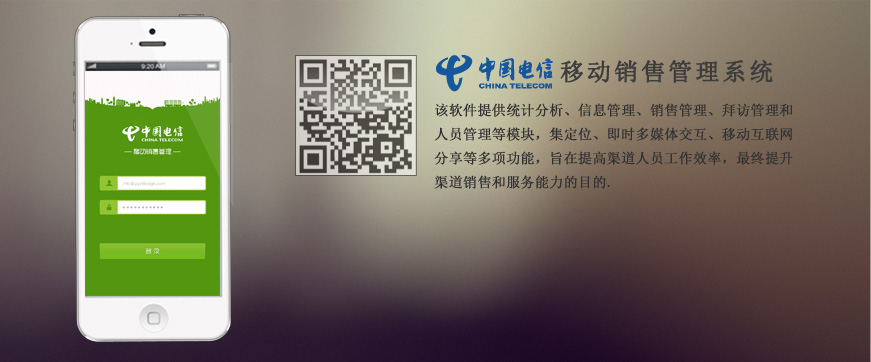 9:20 AM
中国电信
CHINA TELECOM
移动销售管理
登 录
中国电信
CHINA TELECOM
移动销售管理系统
该软件提供统计分析、信息管理、销售管理、拜访管理和
人员管理等模块，集定位、即时多媒体交互、移动互联网
分享等多项功能，旨在提高渠道人员工作效率，最终提升
渠道销售和服务能力的目的.